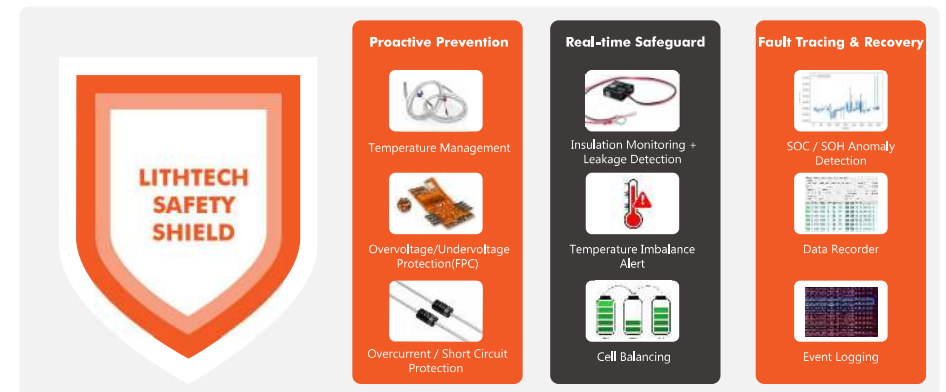 LITHTECH
SAFETY
SHIELD
Proactive Prevention
Temperature Management
Overvoltage/Undervoltage
Protection(FPC)
Overcurrent / Short Circuit
Protection
Real-time Safeguard
Insulation Monitoring +
Leakage Detection
Temperature Imbalance
Alert
Cell Balancing
Fault Tracing & Recovery
SOC / SOH Anomaly
Detection
Data Recorder
Event Logging